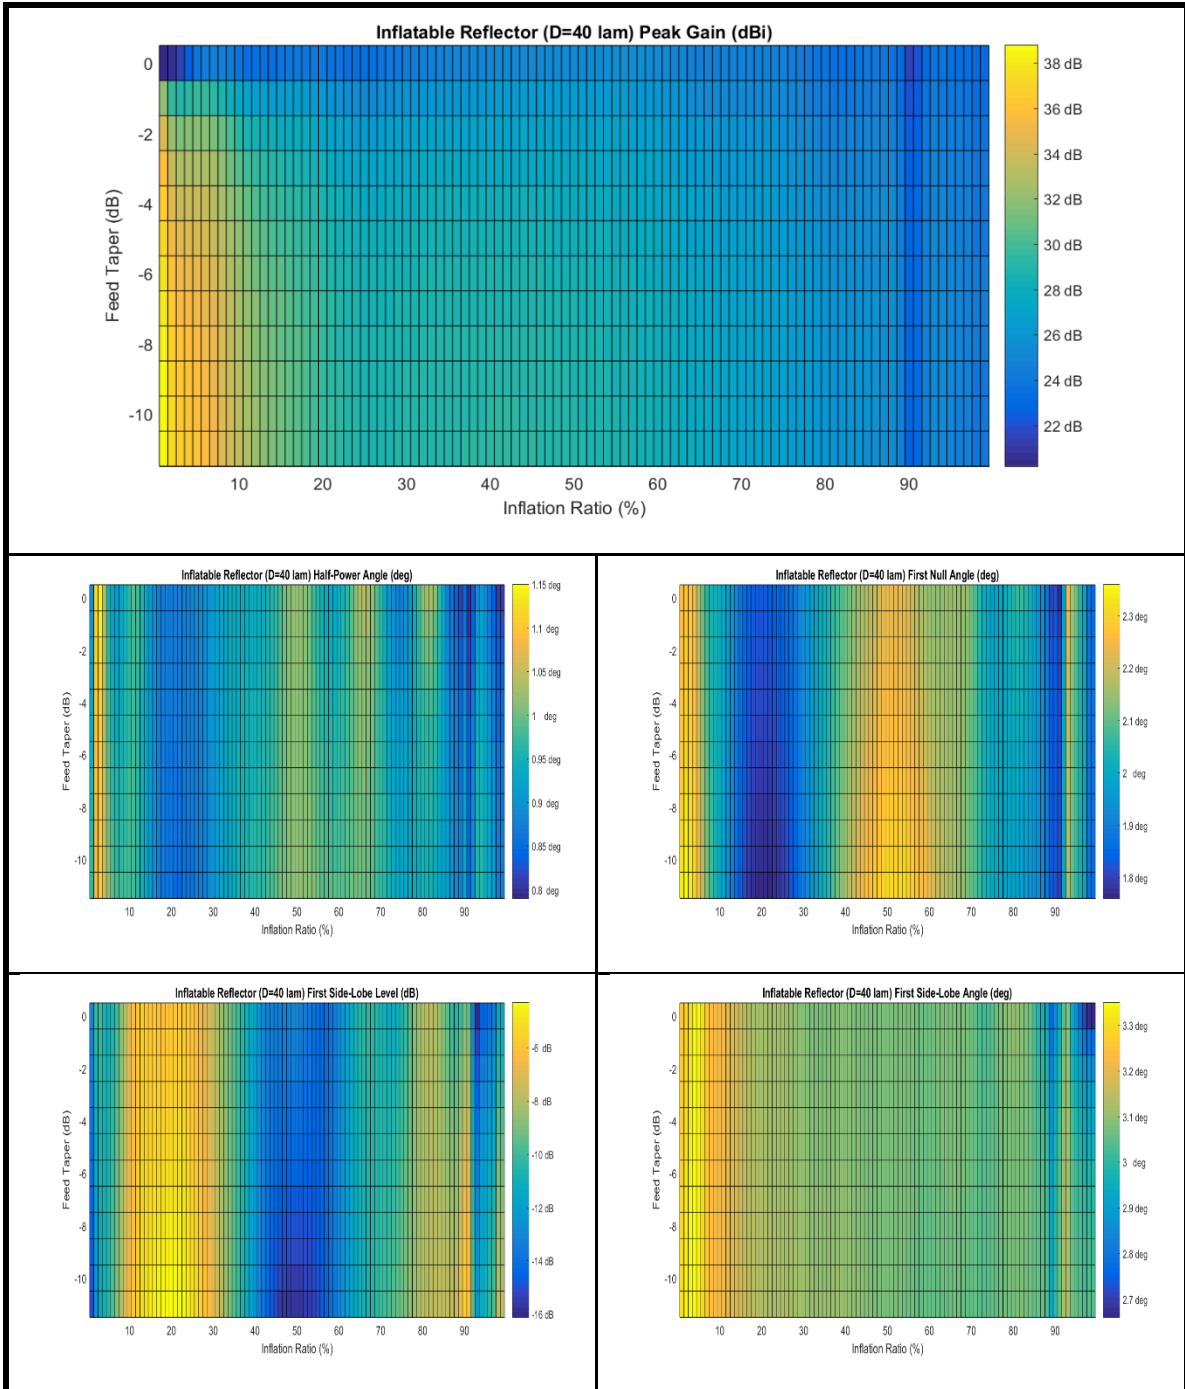 Inflatable Reflector (D=40 lam) Peak Gain (dBi)
0
-2
-4
-6
-8
-10
Feed Taper (dB)
10 20 30 40 50 60 70 80 90
Inflation Ratio (%)
38 dB
36 dB
34 dB
32 dB
30 dB
28 dB
26 dB
24 dB
22 dB
Inflatable Reflector (D=40 lam) Half-Power Angle (deg)
0
-2
-4
-6
-8
-10
Feed Taper (dB)
10 20 30 40 50 60 70 80 90
Inflation Ratio (%)
1.15 deg
1.1 deg
1.05 deg
1 deg
0.95 deg
0.9 deg
0.85 deg
0.8 deg
Inflatable Reflector (D=40 lam) First Null Angle (deg)
0
-2
-4
-6
-8
-10
Feed Taper (dB)
10 20 30 40 50 60 70 80 90
Inflation Ratio (%)
2.3 deg
2.2 deg
2.1 deg
2 deg
1.9 deg
1.8 deg
Inflatable Reflector (D=40 lam) First Side-Lobe Level (dB)
0
-2
-4
-6
-8
-10
Feed Taper (dB)
10 20 30 40 50 60 70 80 90
Inflation Ratio (%)
-6 dB
-8 dB
-10 dB
-12 dB
-14 dB
-16 dB
Inflatable Reflector (D=40 lam) First Side-Lobe Angle (deg)
0
-2
-4
-6
-8
-10
Feed Taper (dB)
10 20 30 40 50 60 70 80 90
Inflation Ratio (%)
3.3 deg
3.2 deg
3.1 deg
3 deg
2.9 deg
2.8 deg
2.7 deg